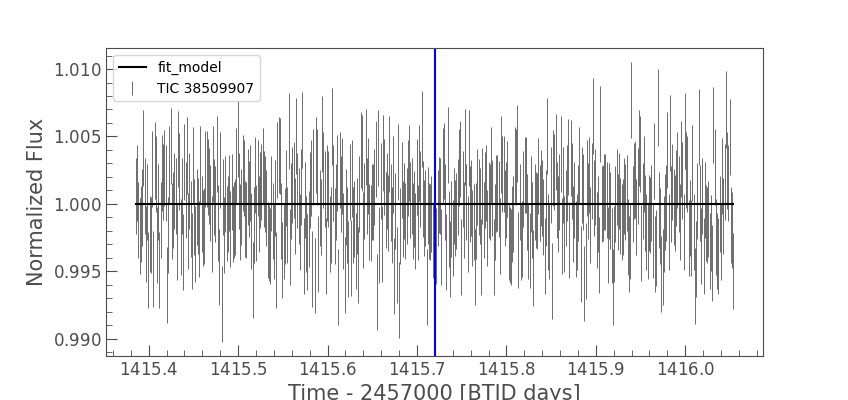 fit_model
TIC 38509907
1.010
1.005
1.000
0.995
0.990
Normalized Flux
1415.4 1415.5 1415.6 1415.7 1415.8 1415.9 1416.0
Time - 2457000 [BTJD days]